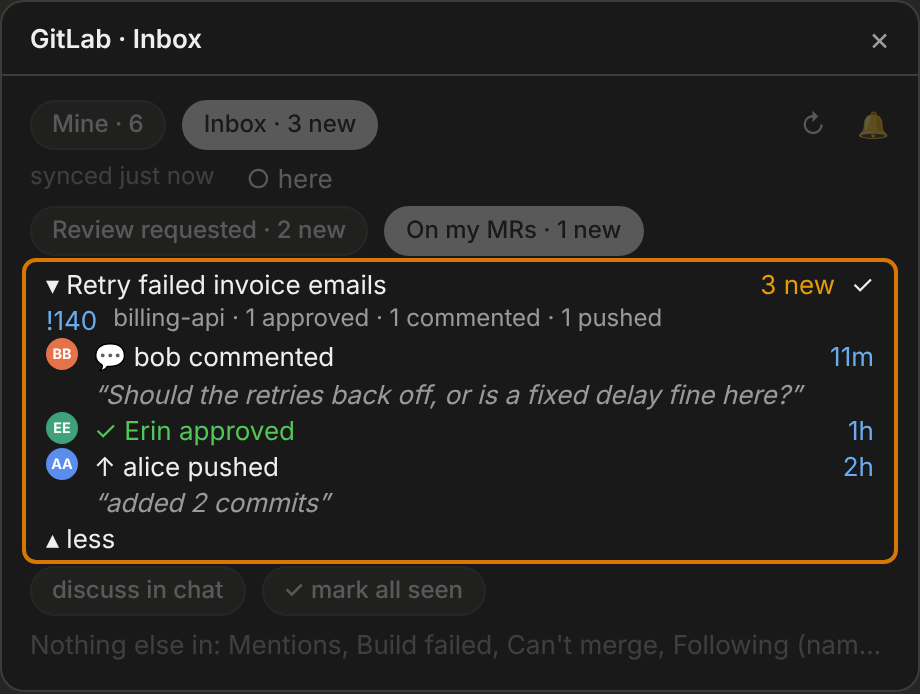 GitLab · Inbox ×
Mine · 6 Inbox · 3 new
synced just now here
Review requested · 2 new On my MRs · 1 new
▾ Retry failed invoice emails 3 new ✓
!140 billing-api · 1 approved · 1 commented · 1 pushed
BB 💬 bob commented 11m
“Should the retries back off, or is a fixed delay fine here?”
EE ✓ Erin approved 1h
AA ↑ alice pushed 2h
“added 2 commits”
▴ less
discuss in chat ✓ mark all seen
Nothing else in: Mentions, Build failed, Can't merge, Following (nam...